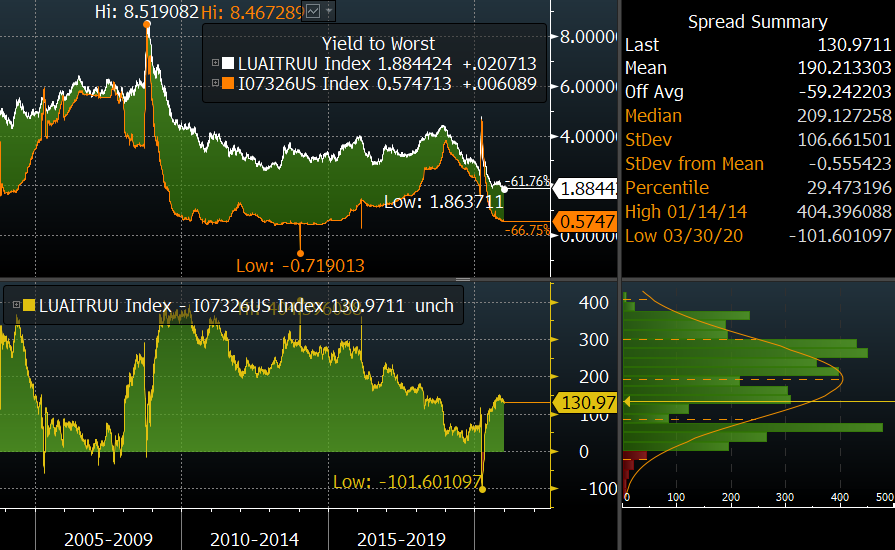 Hi: 8.519082 Hi: 8.467289
Yield to Worst
LUAITRUU Index 1.884424 +.020713
I07326US Index 0.574713 +.006089
8.00000
6.00000
4.00000
-61.76%
1.8844
Low: 1.863711
0.5747
-66.75%
0.00000
Low: -0.719013
Spread Summary
Last 130.9711
Mean 190.213303
Off Avg -59.242203
Median 209.127258
StDev 106.661501
StDev from Mean -0.555423
Percentile 29.473196
High 01/14/14 404.396088
Low 03/30/20 -101.601097
LUAITRUU Index - I07326US Index 130.9711 unch
400
300
200
130.97
100
0
-100
Low: -101.601097
0 100 200 300 400 500
2005-2009 2010-2014 2015-2019